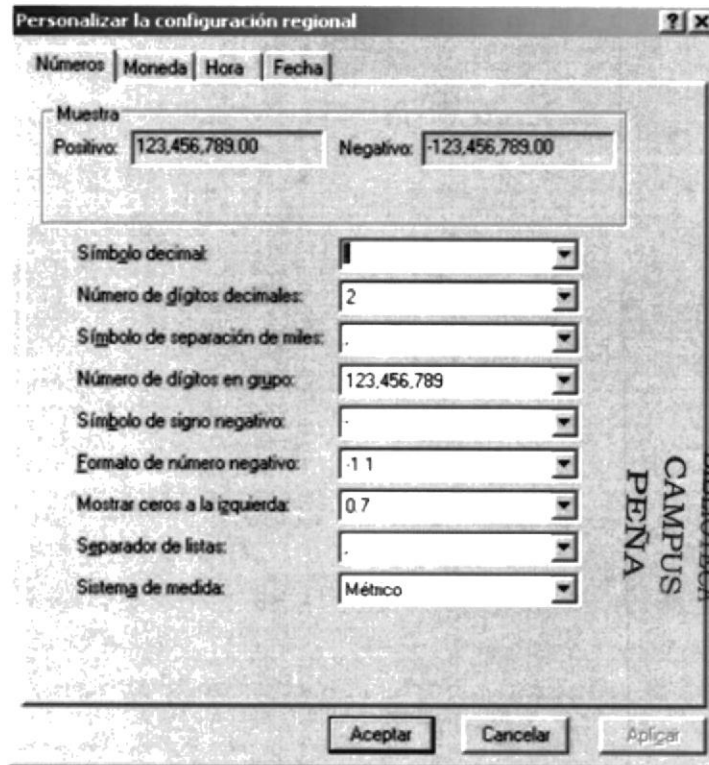 Personalizar la configuración regional
Números Moneda Hora Fecha
Muestra
Positivo: 123,456,789.00 Negativo: -123,456,789.00
Símbolo decimal:
Número de dígitos decimales: 2
Símbolo de separación de miles: ,
Número de dígitos en grupo: 123,456,789
Símbolo de signo negativo: -
Formato de número negativo: -1.1
Mostrar ceros a la izquierda: 0.7
Separador de listas: ,
Sistema de medida: Métrico
CAMPUS
PEÑA
Aceptar Cancelar Aplicar